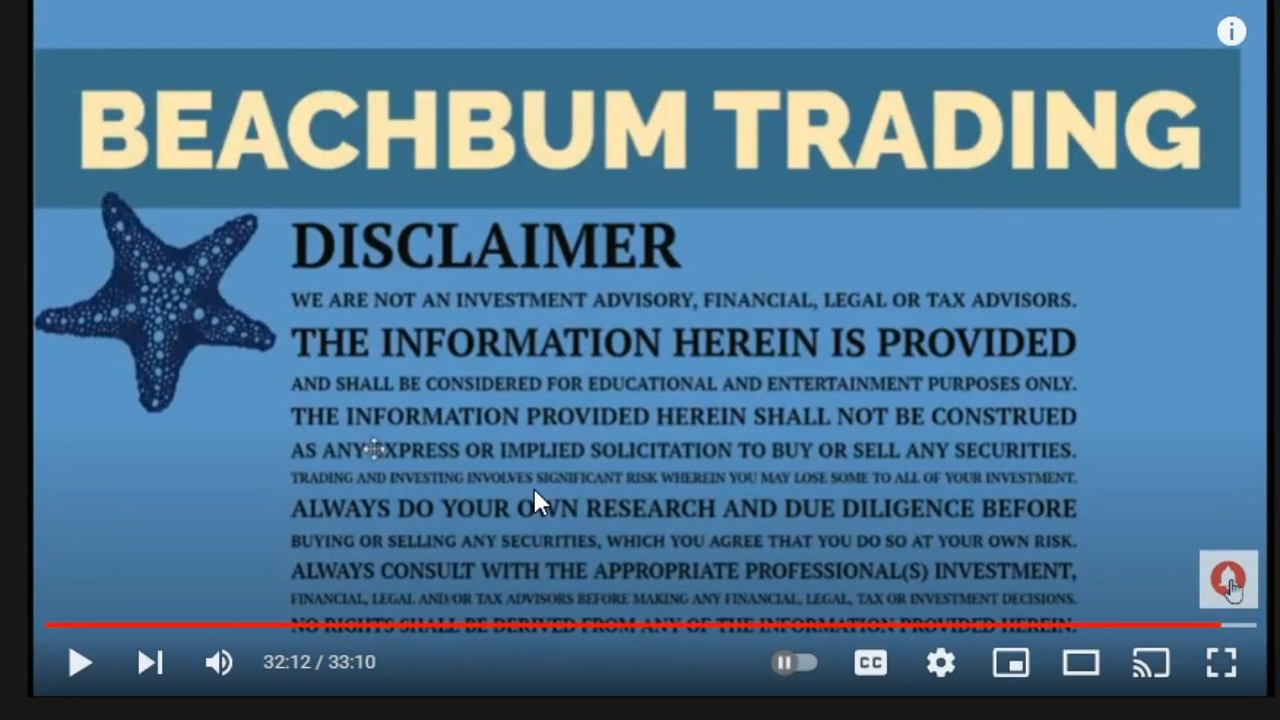 BEACHBUM TRADING
DISCLAIMER
WE ARE NOT AN INVESTMENT ADVISORY, FINANCIAL, LEGAL OR TAX ADVISORS.
THE INFORMATION HEREIN IS PROVIDED
AND SHALL BE CONSIDERED FOR EDUCATIONAL AND ENTERTAINMENT PURPOSES ONLY.
THE INFORMATION PROVIDED HEREIN SHALL NOT BE CONSTRUED
AS ANY EXPRESS OR IMPLIED SOLICITATION TO BUY OR SELL ANY SECURITIES.
TRADING AND INVESTING INVOLVES SIGNIFICANT RISK WHEREIN YOU MAY LOSE SOME TO ALL OF YOUR INVESTMENT.
ALWAYS DO YOUR OWN RESEARCH AND DUE DILIGENCE BEFORE
BUYING OR SELLING ANY SECURITIES, WHICH YOU AGREE THAT YOU DO SO AT YOUR OWN RISK.
ALWAYS CONSULT WITH THE APPROPRIATE PROFESSIONAL(S) INVESTMENT,
FINANCIAL, LEGAL AND/OR TAX ADVISORS BEFORE MAKING ANY FINANCIAL, LEGAL, TAX OR INVESTMENT DECISIONS.
NO RIGHTS SHALL BE DERIVED FROM ANY OF THE INFORMATION PROVIDED HEREIN.
32:12 / 33:10
CC